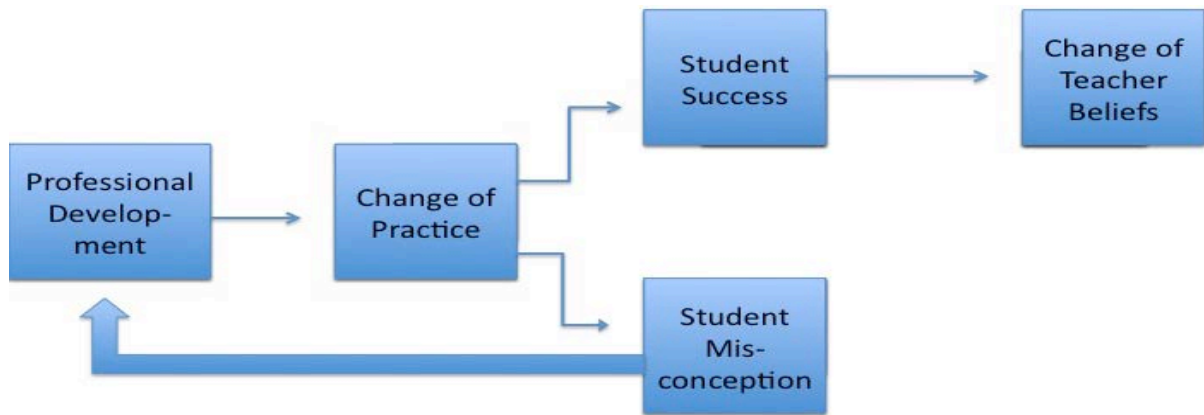 Professional
Develop-
ment
Change of
Practice
Student
Success
Change of
Teacher
Beliefs
Student
Mis-
conception